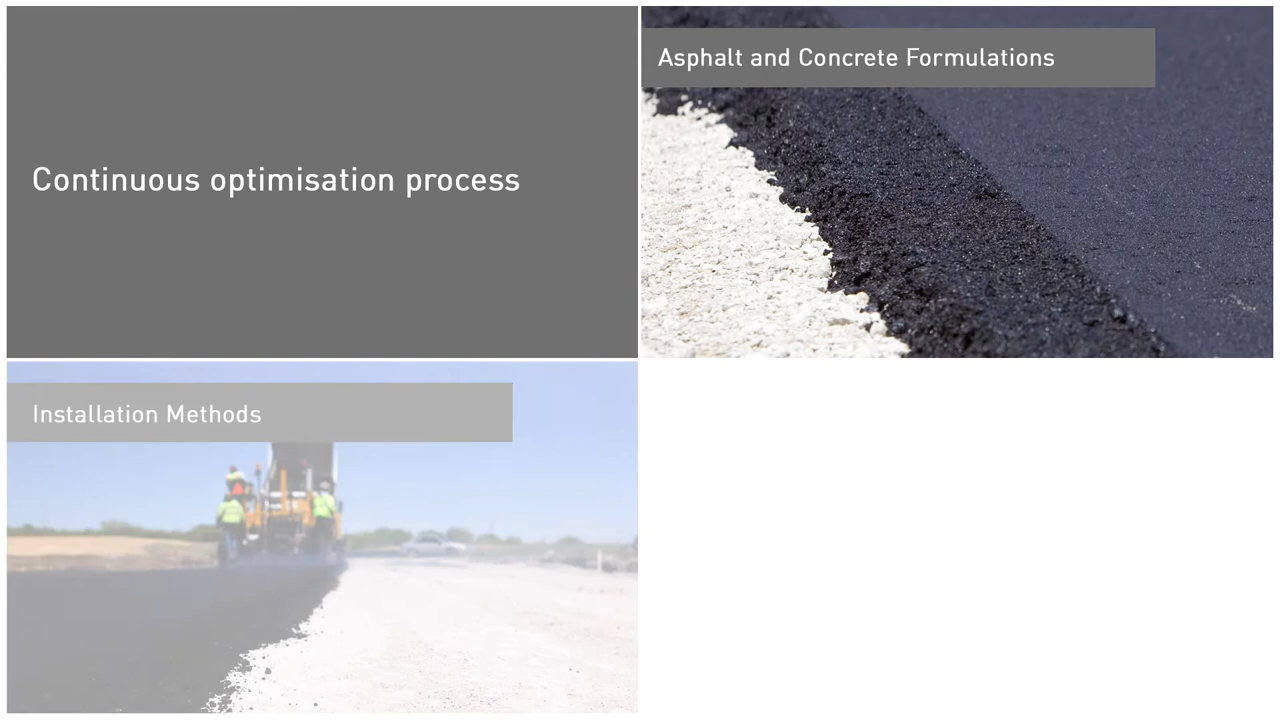 Continuous optimisation process
Asphalt and Concrete Formulations
Installation Methods